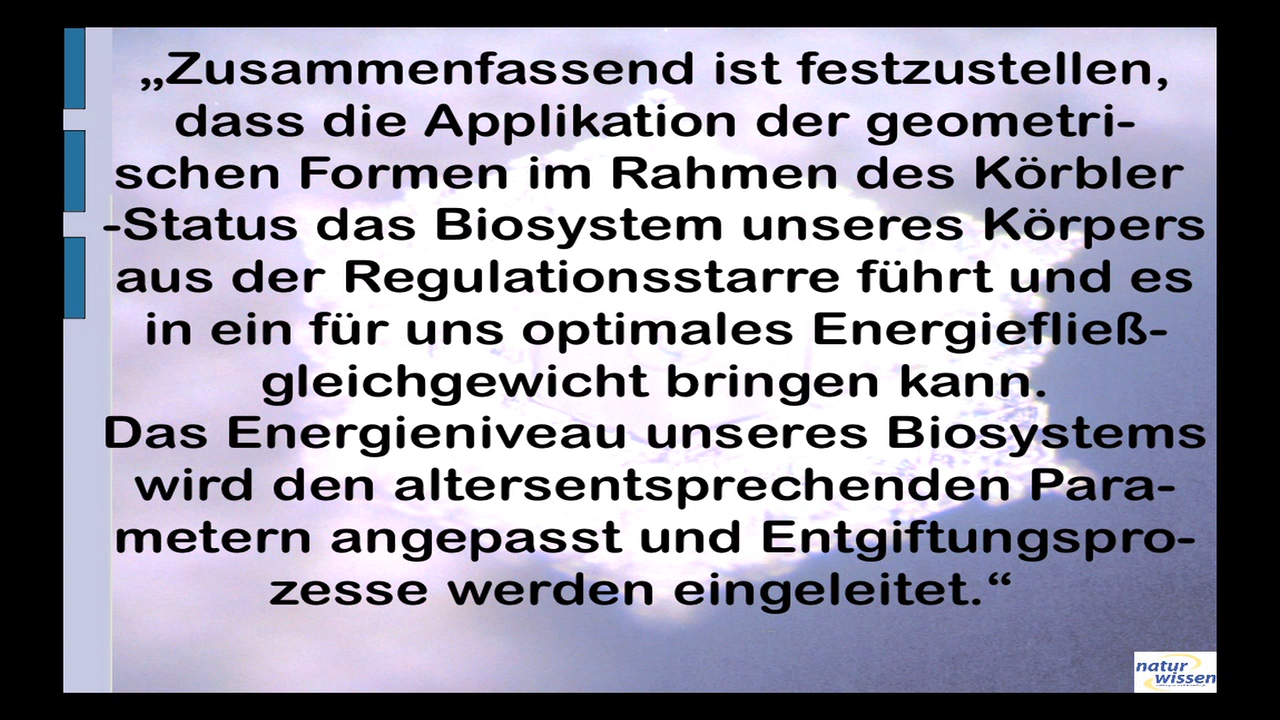 „Zusammenfassend ist festzustellen,
dass die Applikation der geometri-
schen Formen im Rahmen des Körbler
-Status das Biosystem unseres Körpers
aus der Regulationsstarre führt und es
in ein für uns optimales Energiefließ-
gleichgewicht bringen kann.
Das Energieniveau unseres Biosystems
wird den altersentsprechenden Para-
metern angepasst und Entgiftungspro-
zesse werden eingeleitet.“
natur
wissen